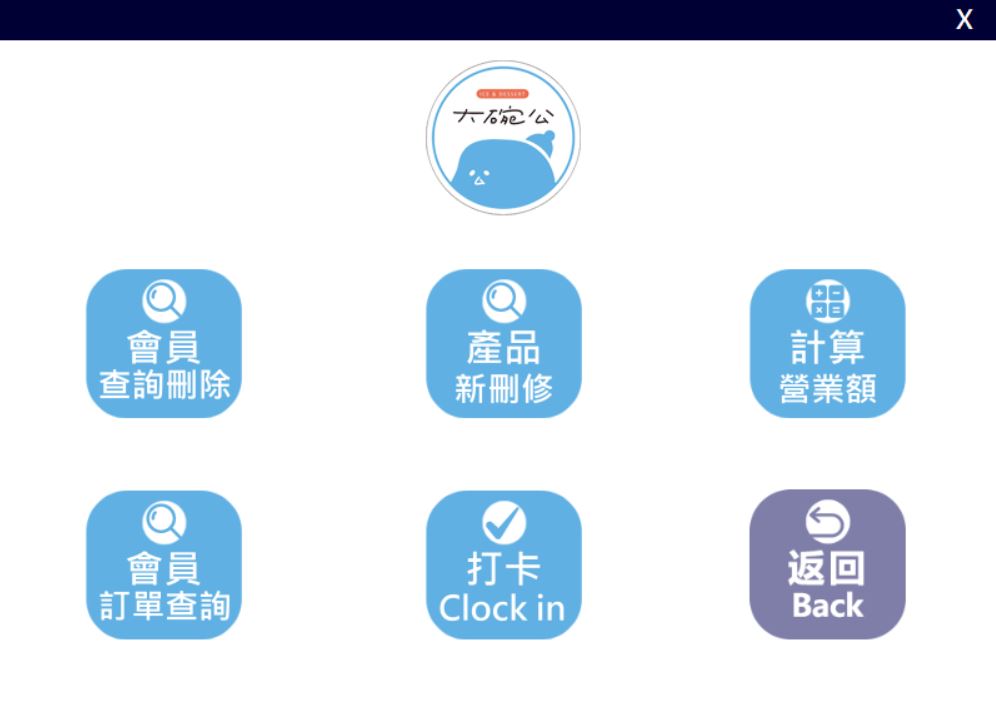 X
ICE & DESSERT
大碗公
會員
查詢刪除
產品
新刪修
計算
營業額
會員
訂單查詢
打卡
Clock in
返回
Back